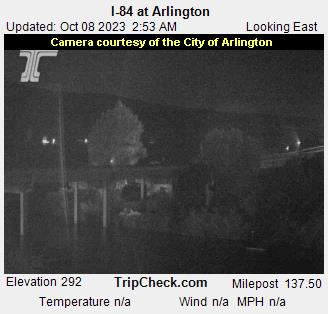 I-84 at Arlington
Updated: Oct 08 2023 2:53 AM Looking East
Camera courtesy of the City of Arlington
Elevation 292 TripCheck.com Milepost 137.50
Temperature n/a Wind n/a MPH n/a